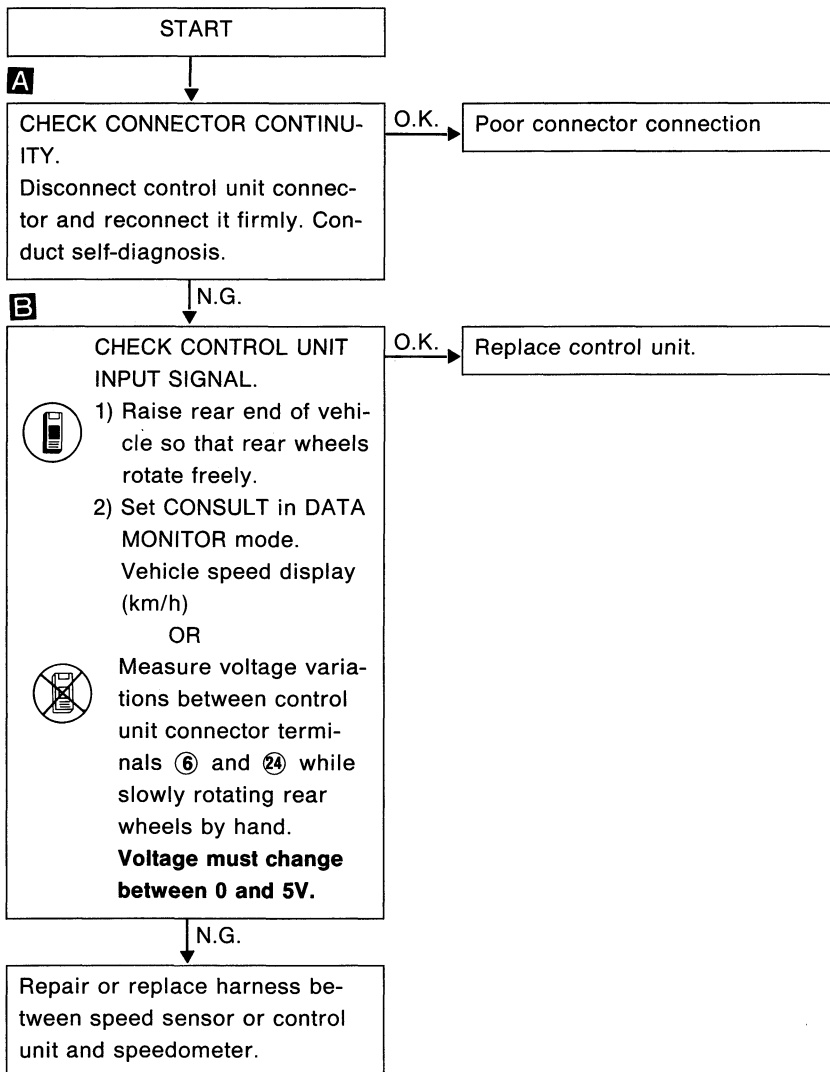 START
A
CHECK CONNECTOR CONTINU-
ITY.
Disconnect control unit connec-
tor and reconnect it firmly. Con-
duct self-diagnosis.
O.K.
Poor connector connection
N.G.
B
CHECK CONTROL UNIT
INPUT SIGNAL.
1) Raise rear end of vehi-
cle so that rear wheels
rotate freely.
2) Set CONSULT in DATA
MONITOR mode.
Vehicle speed display
(km/h)
OR
Measure voltage varia-
tions between control
unit connector termi-
nals ⑥ and ㉔ while
slowly rotating rear
wheels by hand.
Voltage must change
between 0 and 5V.
O.K.
Replace control unit.
N.G.
Repair or replace harness be-
tween speed sensor or control
unit and speedometer.